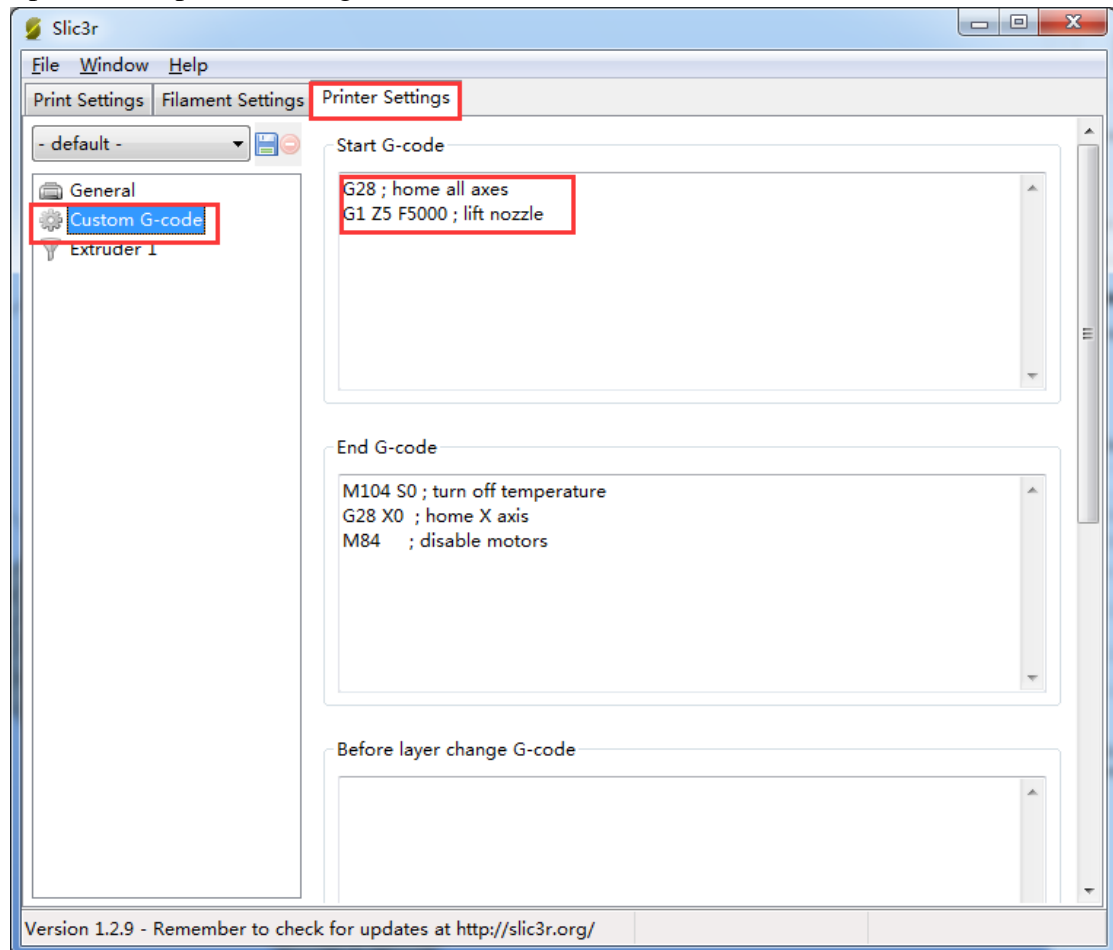 Slic3r
File Window Help
Print Settings Filament Settings Printer Settings
- default -
General
Custom G-code
Extruder 1
Start G-code
G28 ; home all axes
G1 Z5 F5000 ; lift nozzle
End G-code
M104 S0 ; turn off temperature
G28 X0 ; home X axis
M84 ; disable motors
Before layer change G-code
Version 1.2.9 - Remember to check for updates at http://slic3r.org/